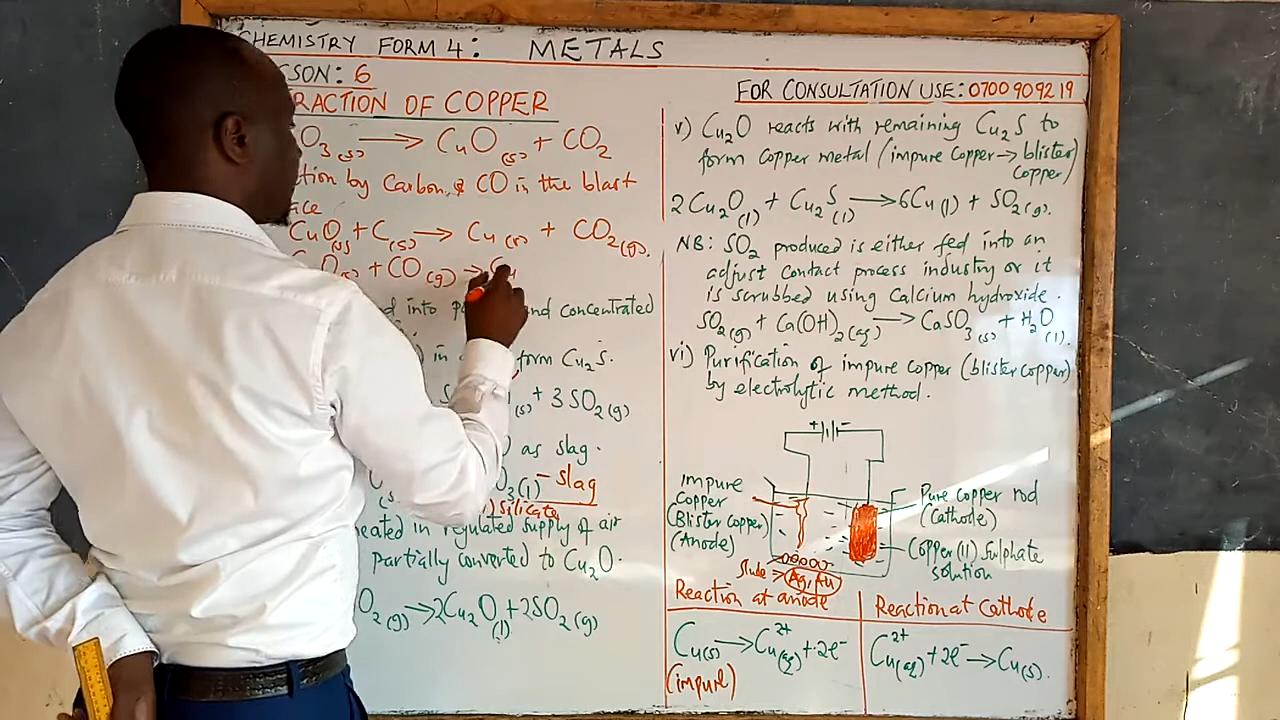 CHEMISTRY FORM 4: METALS
SON: 6
RACTION OF COPPER
O3(s) → CuO(s) + CO2
tion by Carbon & CO in the blast
ace
CuO(s) + C(s) → Cu(s) + CO2(g).
+ CO(g) → Cu
d into nd concentrated
in form Cu2S.
(s) + 3SO2(g)
as slag.
O3(l) - slag
silicate
eated in regulated supply of air
partially converted to Cu2O.
O2(g) → 2Cu2O(l) + 2SO2(g)
FOR CONSULTATION USE: 0700909219
v) Cu2O reacts with remaining Cu2S to
form Copper metal (impure Copper → blister
Copper)
2Cu2O(l) + Cu2S(l) → 6Cu(l) + SO2(g).
NB: SO2 produced is either fed into an
adjust Contact process industry or it
is scrubbed using Calcium hydroxide.
SO2(g) + Ca(OH)2(aq) → CaSO3(s) + H2O(l).
vi) Purification of impure copper (blister copper)
by electrolytic method.
+ -
Impure
Copper
(Blister copper)
(Anode)
Pure copper rod
(Cathode)
Copper (II) Sulphate
solution
Slude → Ag/Au
Reaction at anode
Reaction at Cathode
Cu(s) → Cu2+(aq) + 2e-
(impure)
Cu2+(aq) + 2e- → Cu(s).